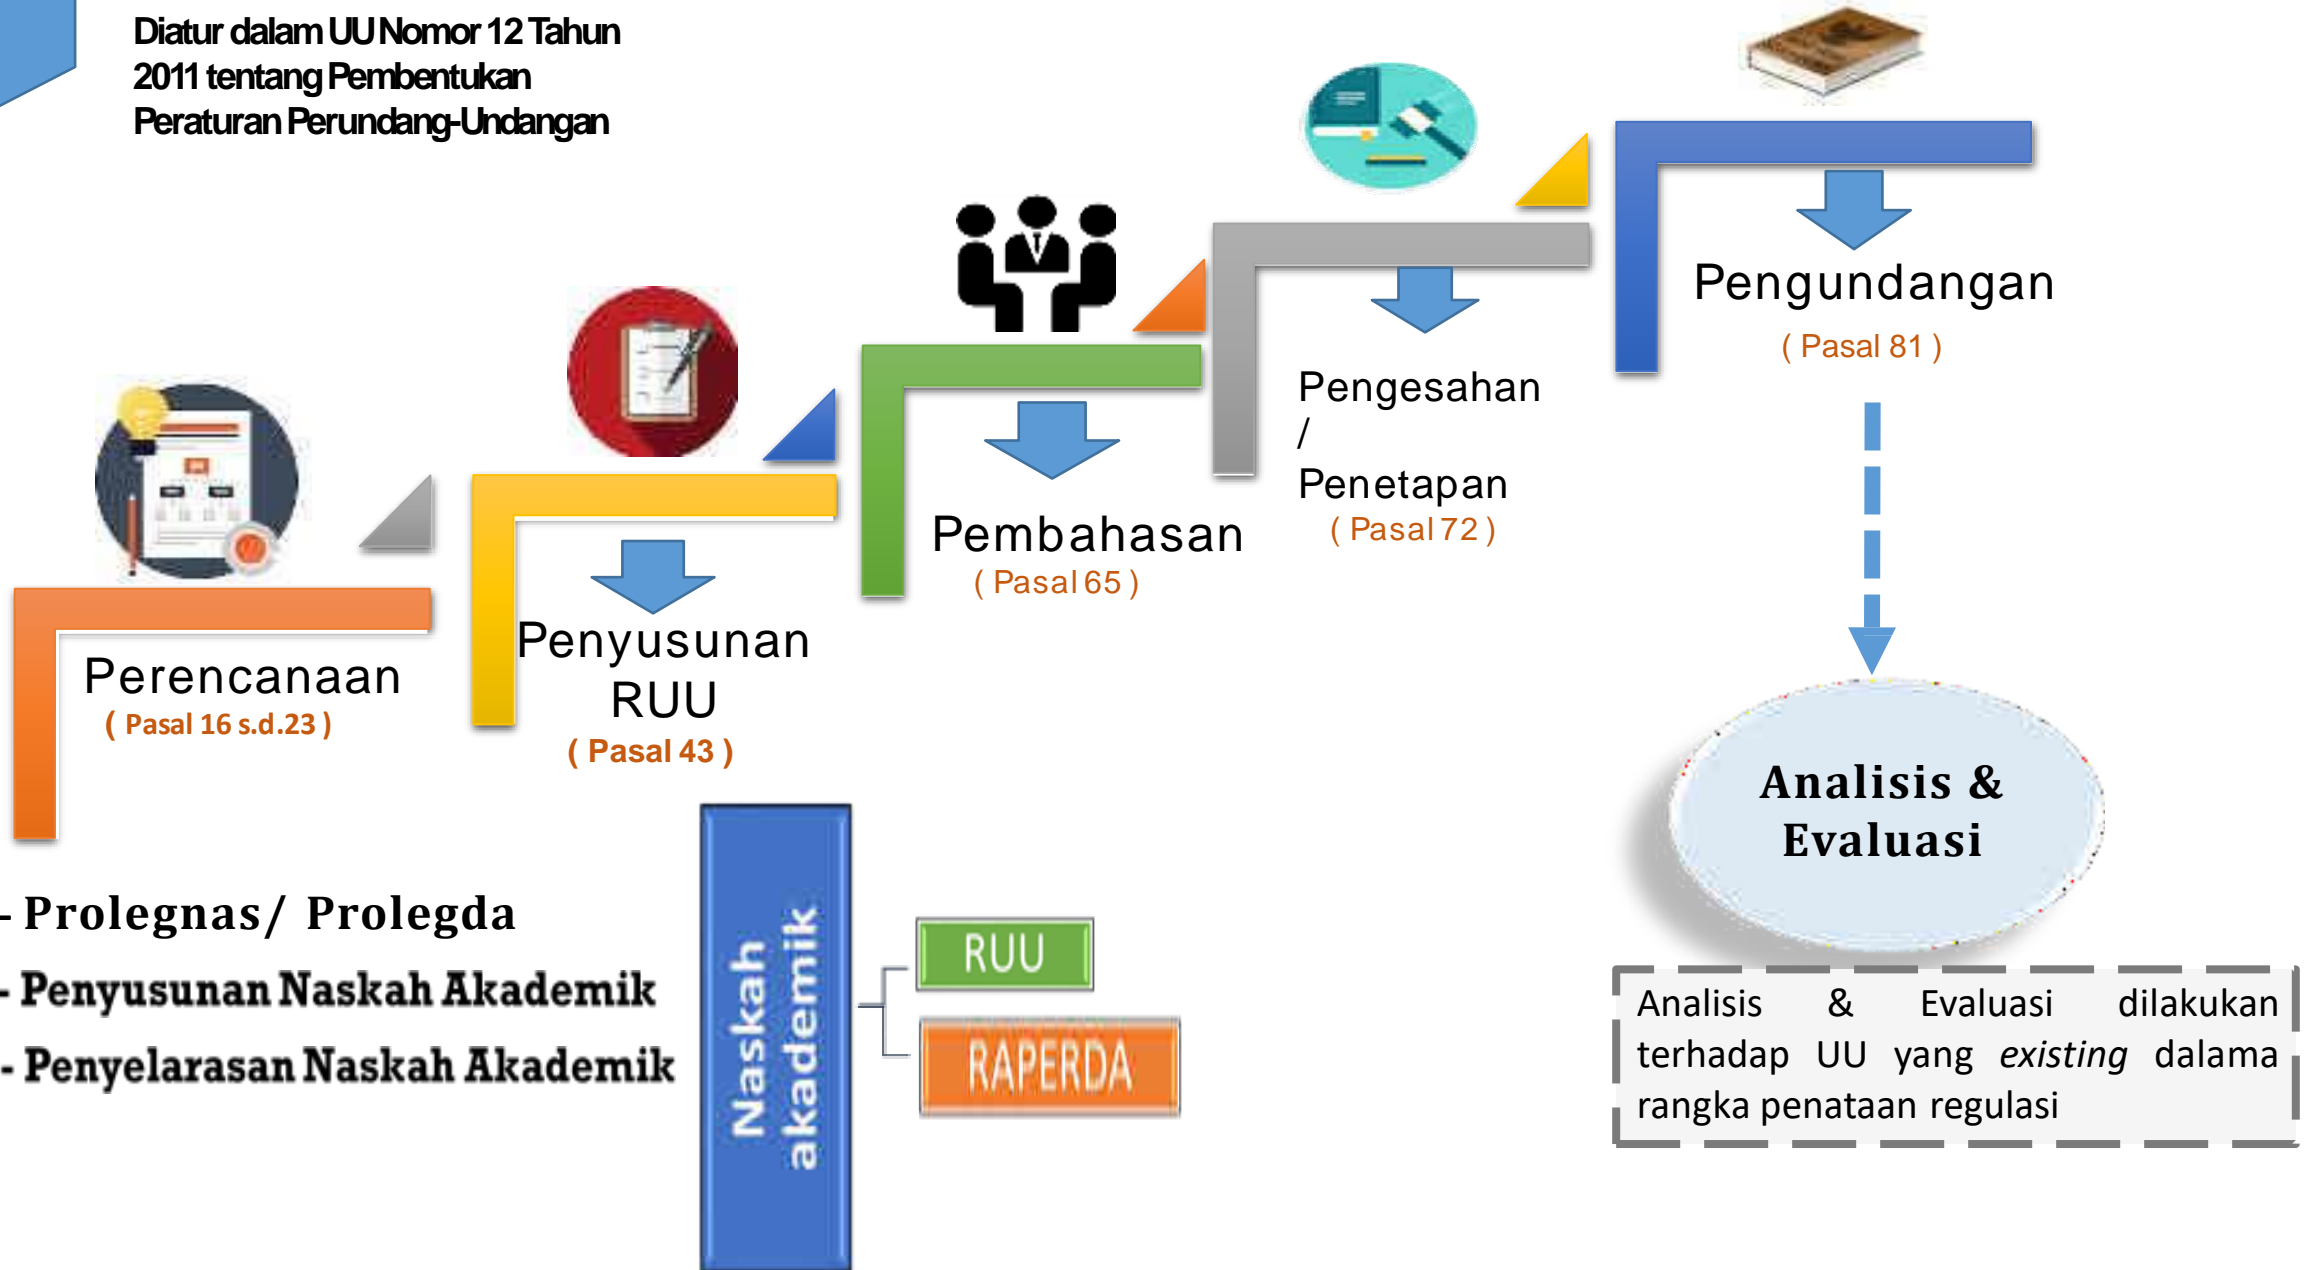 Diatur dalam UU Nomor 12 Tahun
2011 tentang Pembentukan
Peraturan Perundang-Undangan
Perencanaan
( Pasal 16 s.d.23 )
Penyusunan
RUU
( Pasal 43 )
Pembahasan
( Pasal 65 )
Pengesahan
/
Penetapan
( Pasal 72 )
Pengundangan
( Pasal 81 )
- Prolegnas/ Prolegda
- Penyusunan Naskah Akademik
- Penyelarasan Naskah Akademik
Naskah
akademik
RUU
RAPERDA
Analisis &
Evaluasi
Analisis & Evaluasi dilakukan
terhadap UU yang existing dalama
rangka penataan regulasi